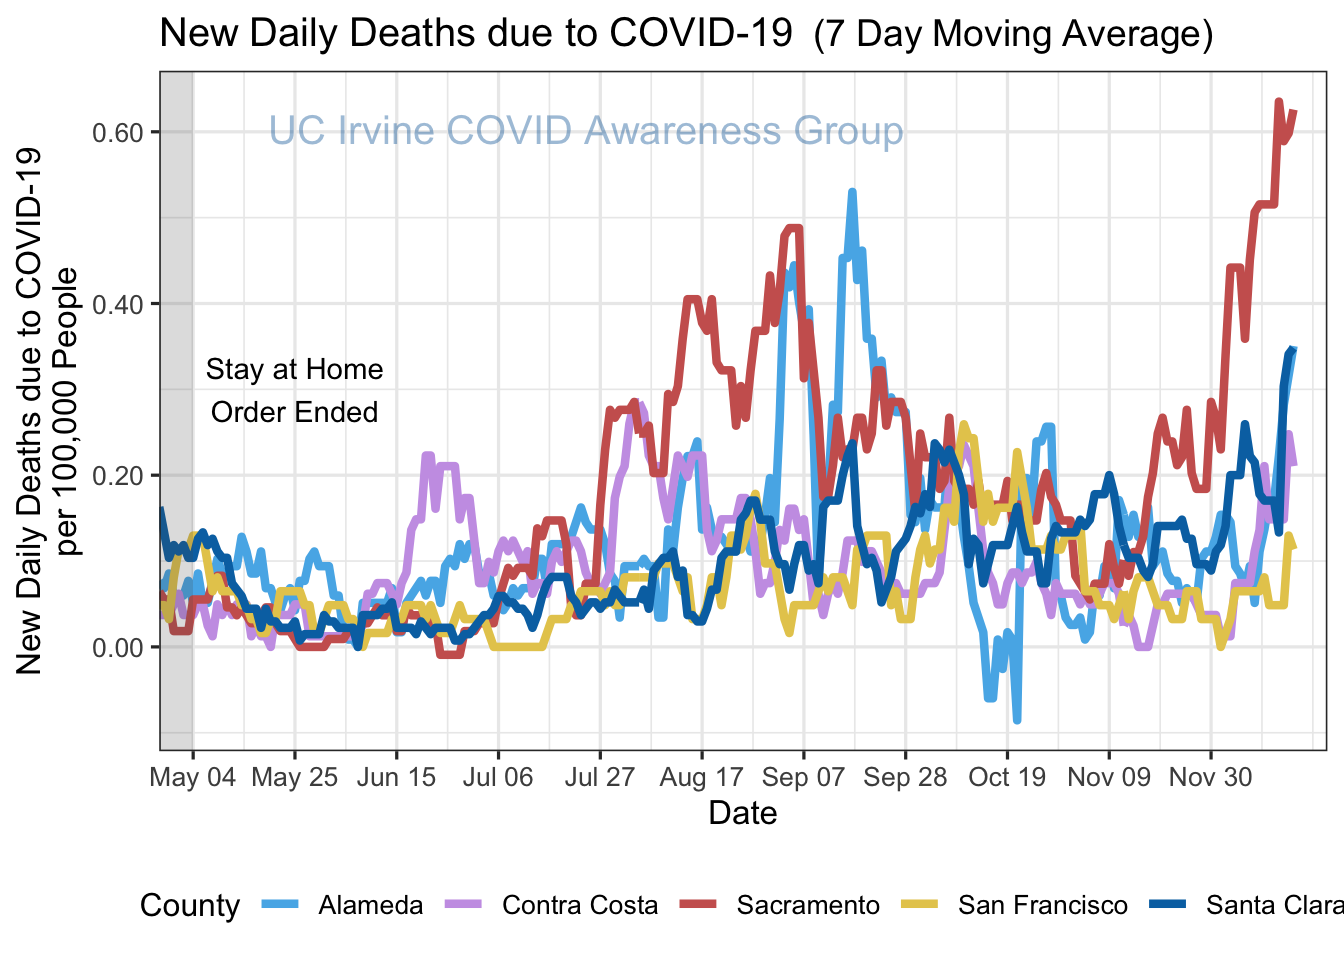 New Daily Deaths due to COVID-19 (7 Day Moving Average)
New Daily Deaths due to COVID-19
per 100,000 People
0.60
0.40
0.20
0.00
UC Irvine COVID Awareness Group
Stay at Home
Order Ended
May 04 May 25 Jun 15 Jul 06 Jul 27 Aug 17 Sep 07 Sep 28 Oct 19 Nov 09 Nov 30
Date
County Alameda Contra Costa Sacramento San Francisco Santa Clara